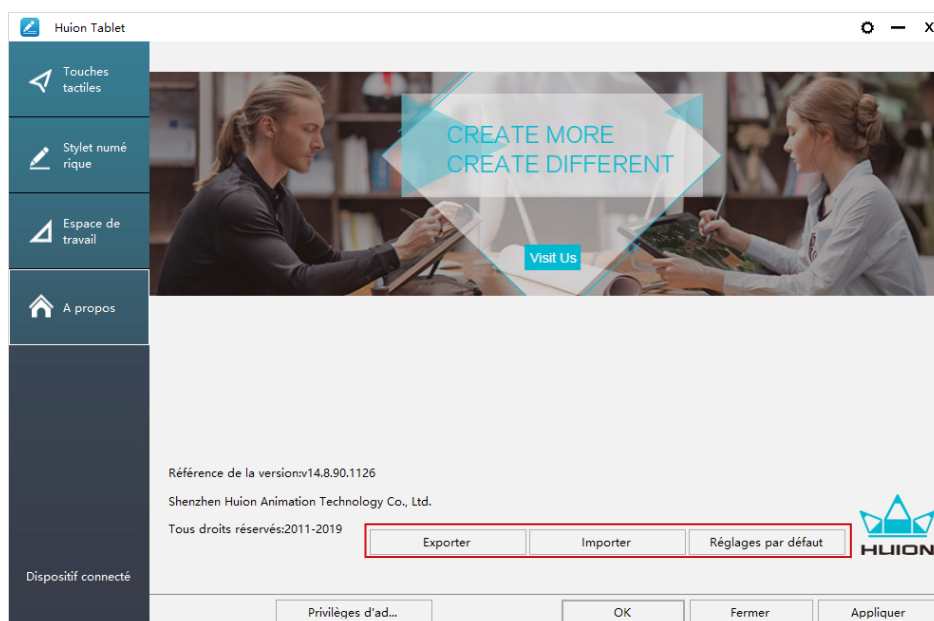 Huion Tablet
X
Touches
tactiles
Stylet numé
rique
Espace de
travail
A propos
Dispositif connecté
CREATE MORE
CREATE DIFFERENT
Visit Us
Référence de la version:v14.8.90.1126
Shenzhen Huion Animation Technology Co., Ltd.
Tous droits réservés:2011-2019
Exporter
Importer
Réglages par défaut
HUION
Privilèges d'ad...
OK
Fermer
Appliquer